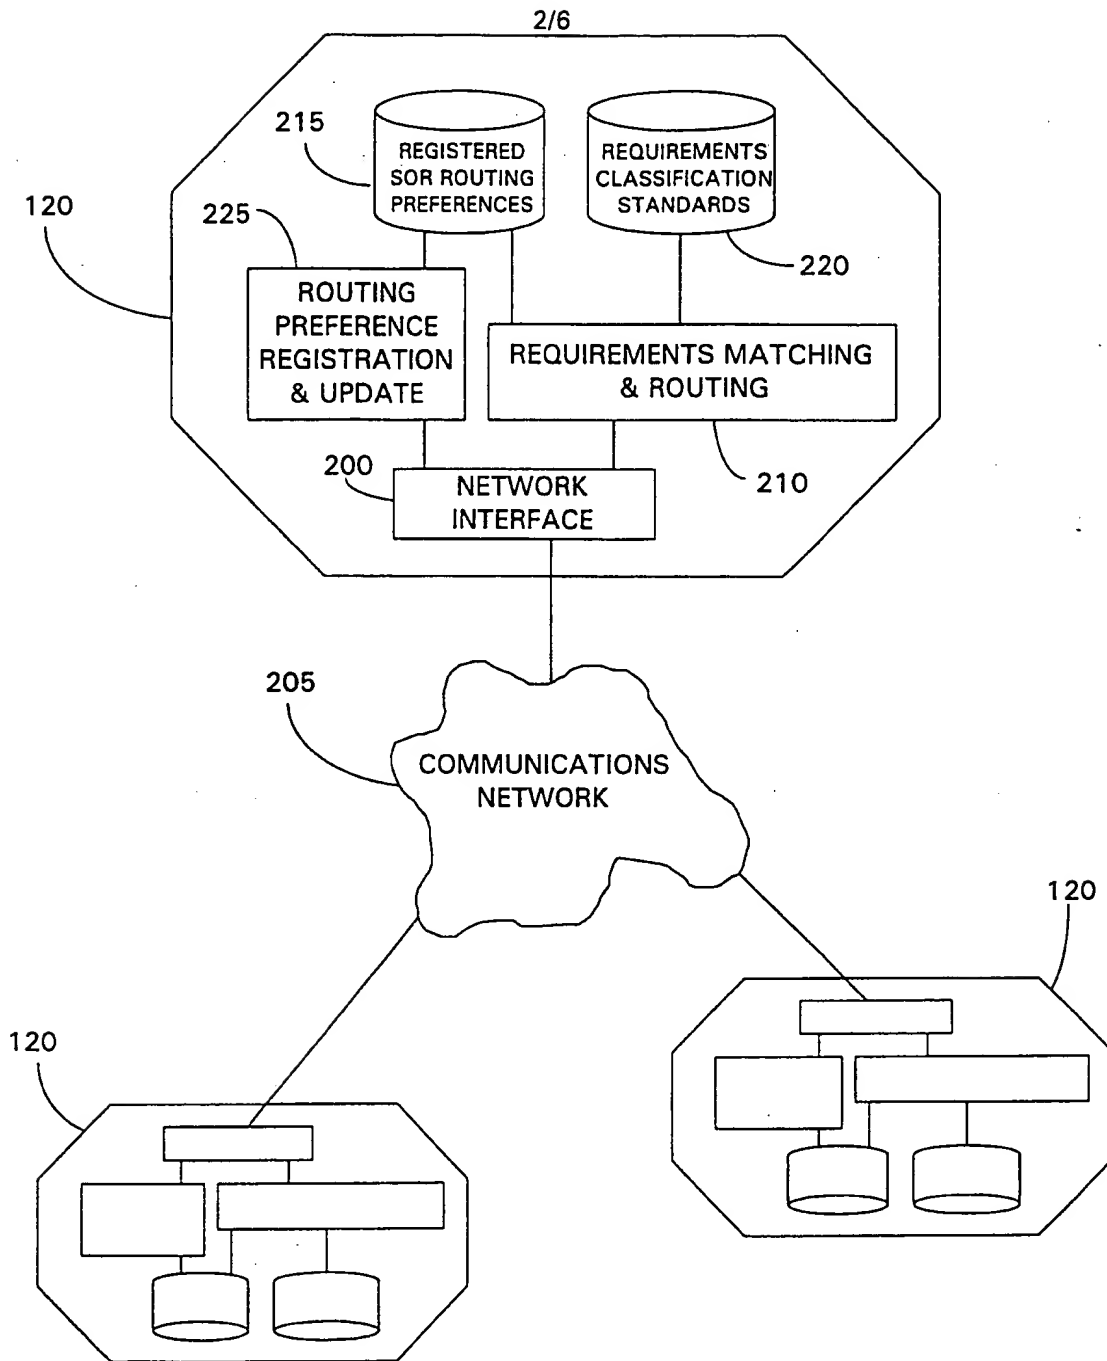 2/6
215
REGISTERED
SOR ROUTING
PREFERENCES
REQUIREMENTS
CLASSIFICATION
STANDARDS
120
225
220
ROUTING
PREFERENCE
REGISTRATION
& UPDATE
REQUIREMENTS MATCHING
& ROUTING
200
NETWORK
INTERFACE
210
205
COMMUNICATIONS
NETWORK
120
120